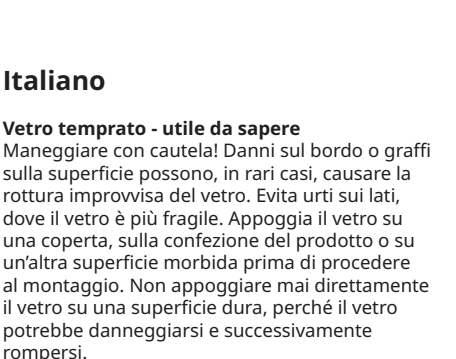 Italiano
Vetro temprato - utile da sapere
Maneggiare con cautela! Danni sul bordo o graffi
sulla superficie possono, in rari casi, causare la
rottura improvvisa del vetro. Evita urti sui lati,
dove il vetro è più fragile. Appoggia il vetro su
una coperta, sulla confezione del prodotto o su
un’altra superficie morbida prima di procedere
al montaggio. Non appoggiare mai direttamente
il vetro su una superficie dura, perché il vetro
potrebbe danneggiarsi e successivamente
rompersi.